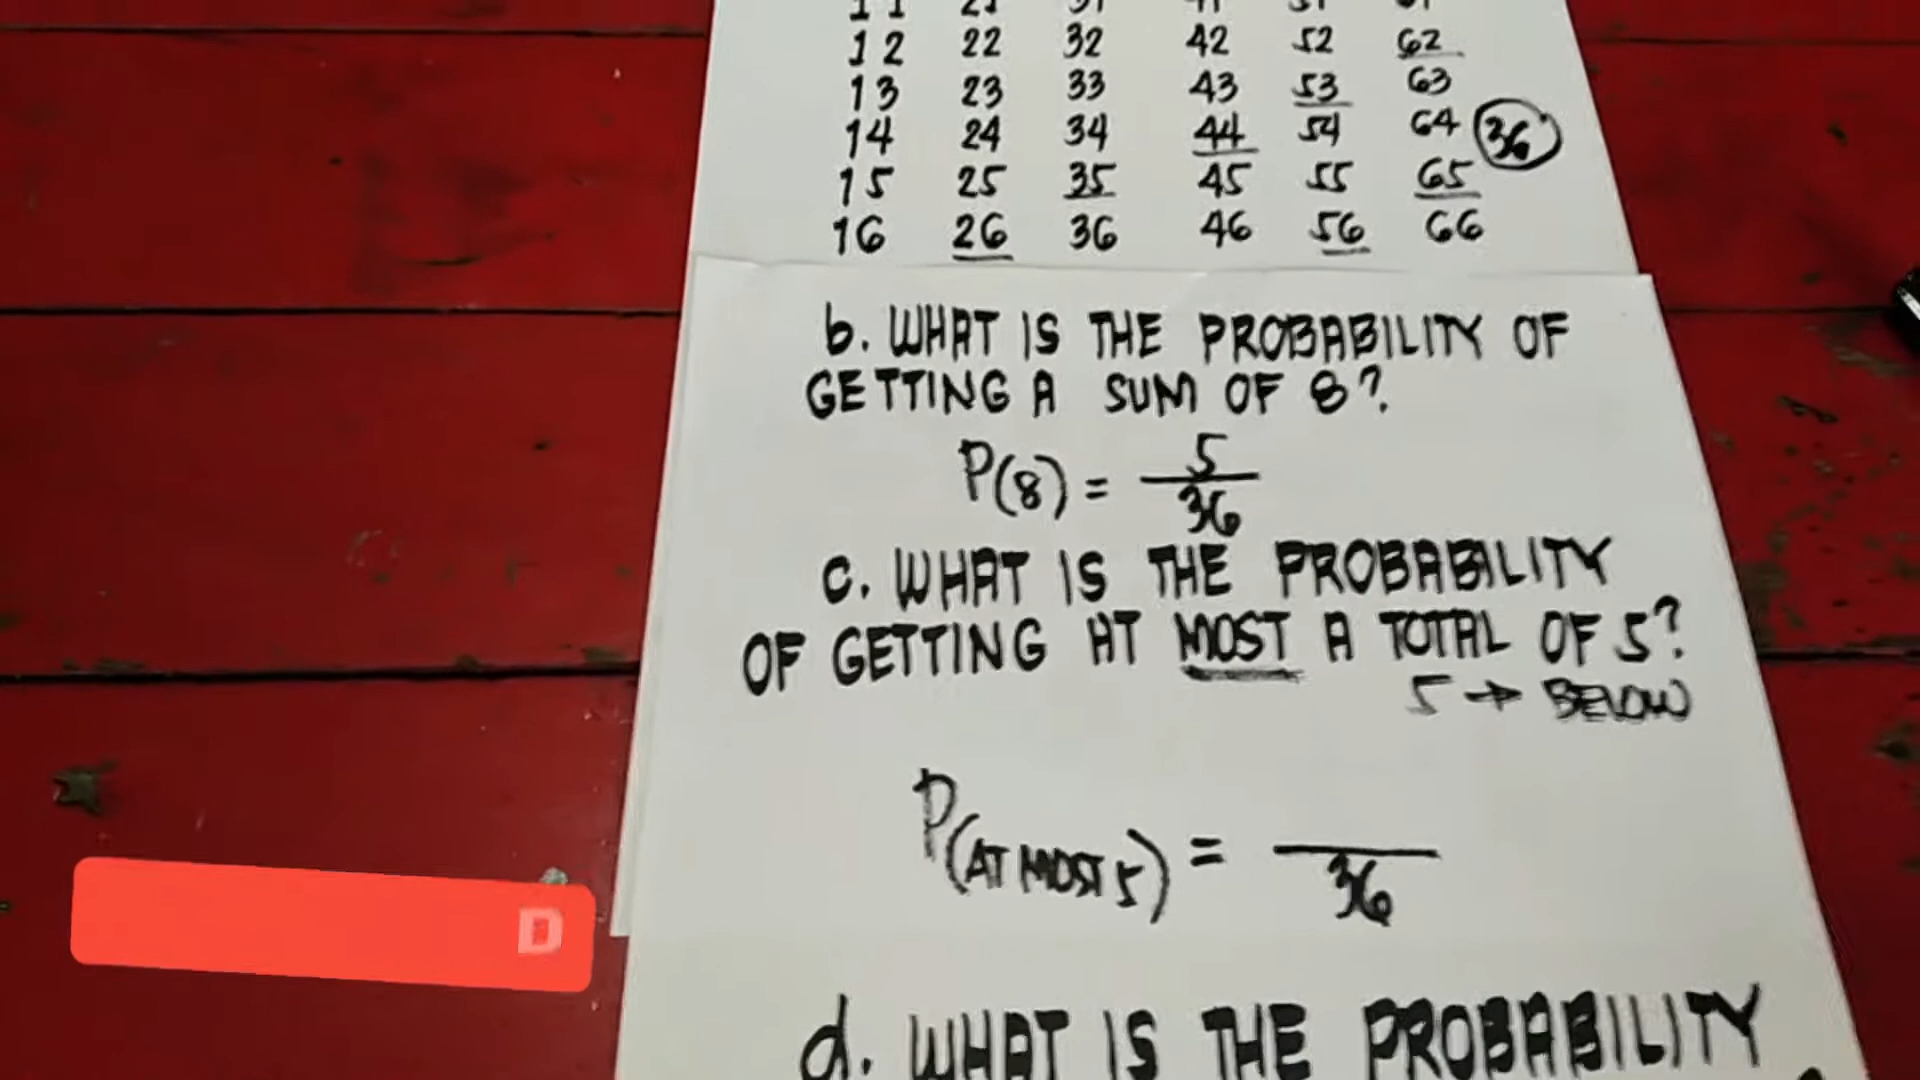 12 22 32 42 52 62
13 23 33 43 53 63
14 24 34 44 54 64 36
15 25 35 45 55 65
16 26 36 46 56 66
b. WHAT IS THE PROBABILITY OF
GETTING A SUM OF 8?
P(8) = 5/36
c. WHAT IS THE PROBABILITY
OF GETTING AT MOST A TOTAL OF 5?
5 → BELOW
P(AT MOST 5) = /36
d. WHAT IS THE PROBABILITY
D